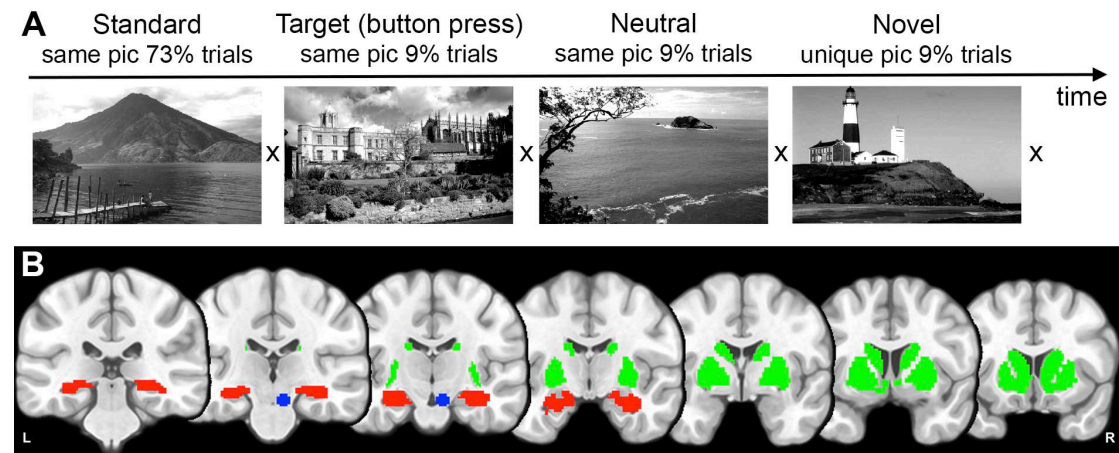 A
Standard
same pic 73% trials
Target (button press)
same pic 9% trials
Neutral
same pic 9% trials
Novel
unique pic 9% trials
time
x
x
x
x
B
L
R